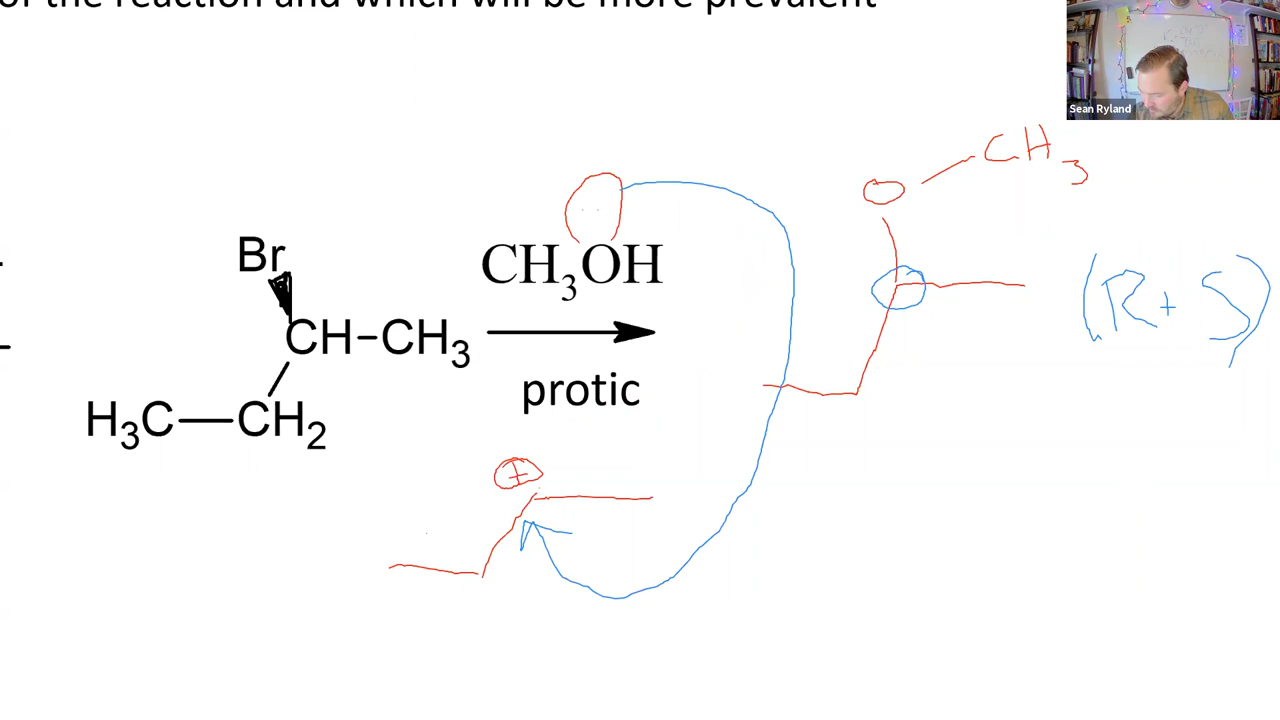 of the reaction and which will be more prevalent
Sean Ryland
O—CH3
Br
CH3OH
(R+S)
CH-CH3
protic
H3C—CH2
+